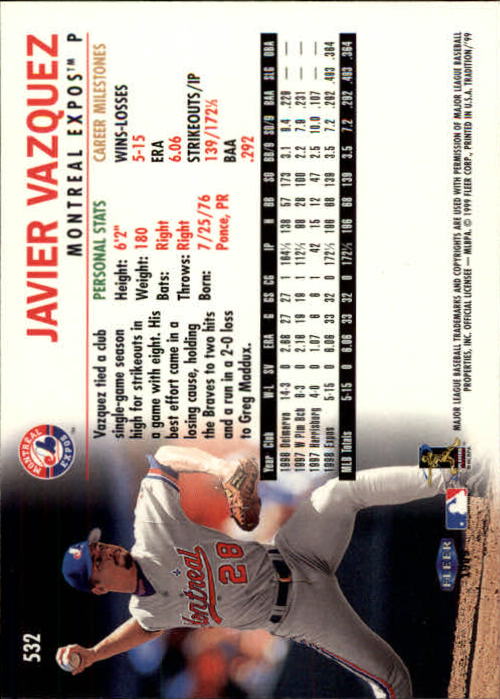 532
MONTREAL
EXPOS™
JAVIER VAZQUEZ
MONTREAL EXPOS™ P
Vazquez tied a club
single-game season
high for strikeouts in
a game with eight. His
best effort came in a
losing cause, holding
the Braves to two hits
and a run in a 2-0 loss
to Greg Maddux.
PERSONAL STATS
Height: 6'2"
Weight: 180
Bats: Right
Throws: Right
Born: 7/25/76
Ponce, PR
CAREER MILESTONES
WINS-LOSSES
5-15
ERA
6.06
STRIKEOUTS/IP
139/172⅓
BAA
.292
Year Club W-L SV ERA G GS CG IP H BB SO BB/9 SO/9 BAA SLG OBA
1996 Delmarva 14-3 0 2.68 27 27 1 164⅓ 138 57 173 3.1 9.4 .229 — —
1997 W Plm Bch 6-3 0 2.16 19 19 1 112⅔ 98 28 100 2.2 7.9 .231 — —
1997 Harrisburg 4-0 0 1.07 6 6 1 42 15 12 47 2.5 10.0 .107 — —
1998 Expos 5-15 0 6.06 33 32 0 172⅓ 196 68 139 3.5 7.2 .292 .493 .364
MLB Totals 5-15 0 6.06 33 32 0 172⅓ 196 68 139 3.5 7.2 .292 .493 .364
Montreal
28
FLEER
MAJOR LEAGUE BASEBALL TRADEMARKS AND COPYRIGHTS ARE USED WITH PERMISSION OF MAJOR LEAGUE BASEBALL
PROPERTIES, INC. OFFICIAL LICENSEE — MLBPA. © 1999 FLEER CORP., PRINTED IN U.S.A. TRADITION/'99